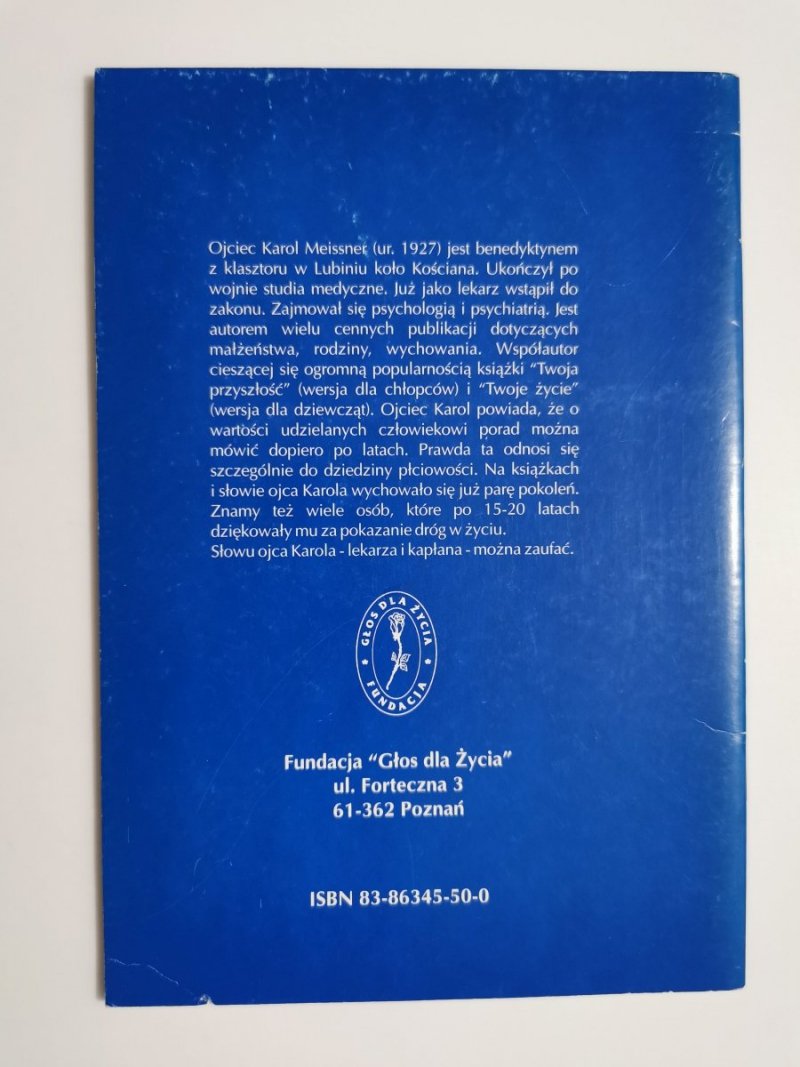 Ojciec Karol Meissner (ur. 1927) jest benedyktynem
z klasztoru w Lubiniu koło Kościana. Ukończył po
wojnie studia medyczne. Już jako lekarz wstąpił do
zakonu. Zajmował się psychologią i psychiatrią. Jest
autorem wielu cennych publikacji dotyczących
małżeństwa, rodziny, wychowania. Współautor
cieszącej się ogromną popularnością książki “Twoja
przyszłość” (wersja dla chłopców) i “Twoje życie”
(wersja dla dziewcząt). Ojciec Karol powiada, że o
wartości udzielanych człowiekowi porad można
mówić dopiero po latach. Prawda ta odnosi się
szczególnie do dziedziny płciowości. Na książkach
i słowie ojca Karola wychowało się już parę pokoleń.
Znamy też wiele osób, które po 15-20 latach
dziękowały mu za pokazanie dróg w życiu.
Słowu ojca Karola - lekarza i kapłana - można zaufać.
GŁOS DLA ŻYCIA
FUNDACJA
Fundacja “Głos dla Życia”
ul. Forteczna 3
61-362 Poznań
ISBN 83-86345-50-0